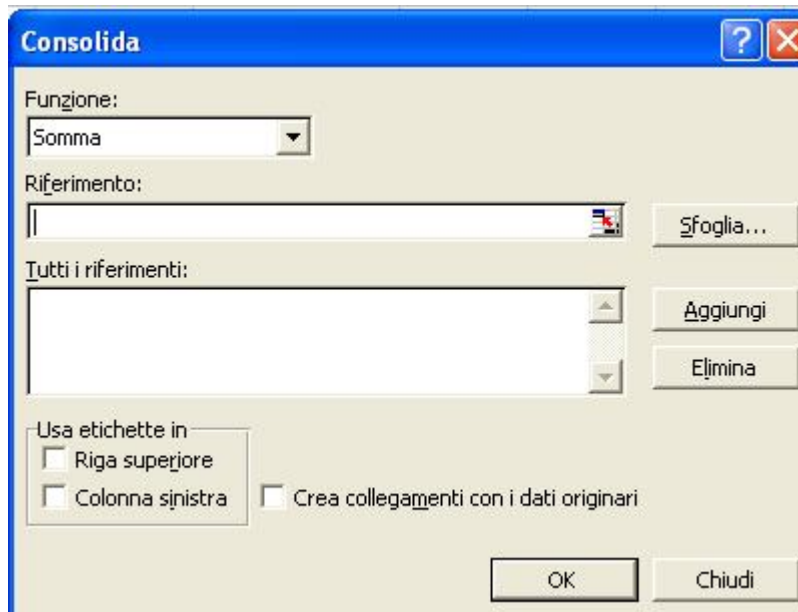 Consolida
Funzione:
Somma
Riferimento:
Sfoglia...
Tutti i riferimenti:
Aggiungi
Elimina
Usa etichette in
Riga superiore
Colonna sinistra
Crea collegamenti con i dati originari
OK
Chiudi